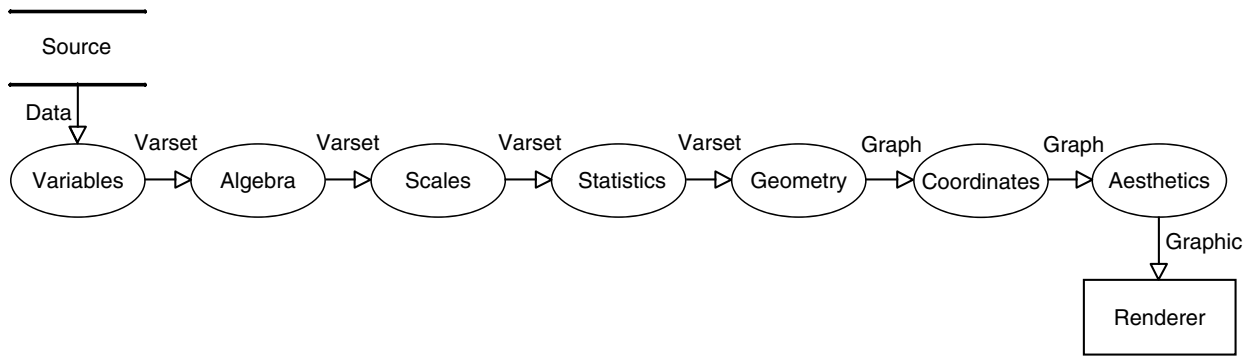 Source
Data
Varset Varset Varset Varset Graph Graph
Variables Algebra Scales Statistics Geometry Coordinates Aesthetics
Graphic
Renderer